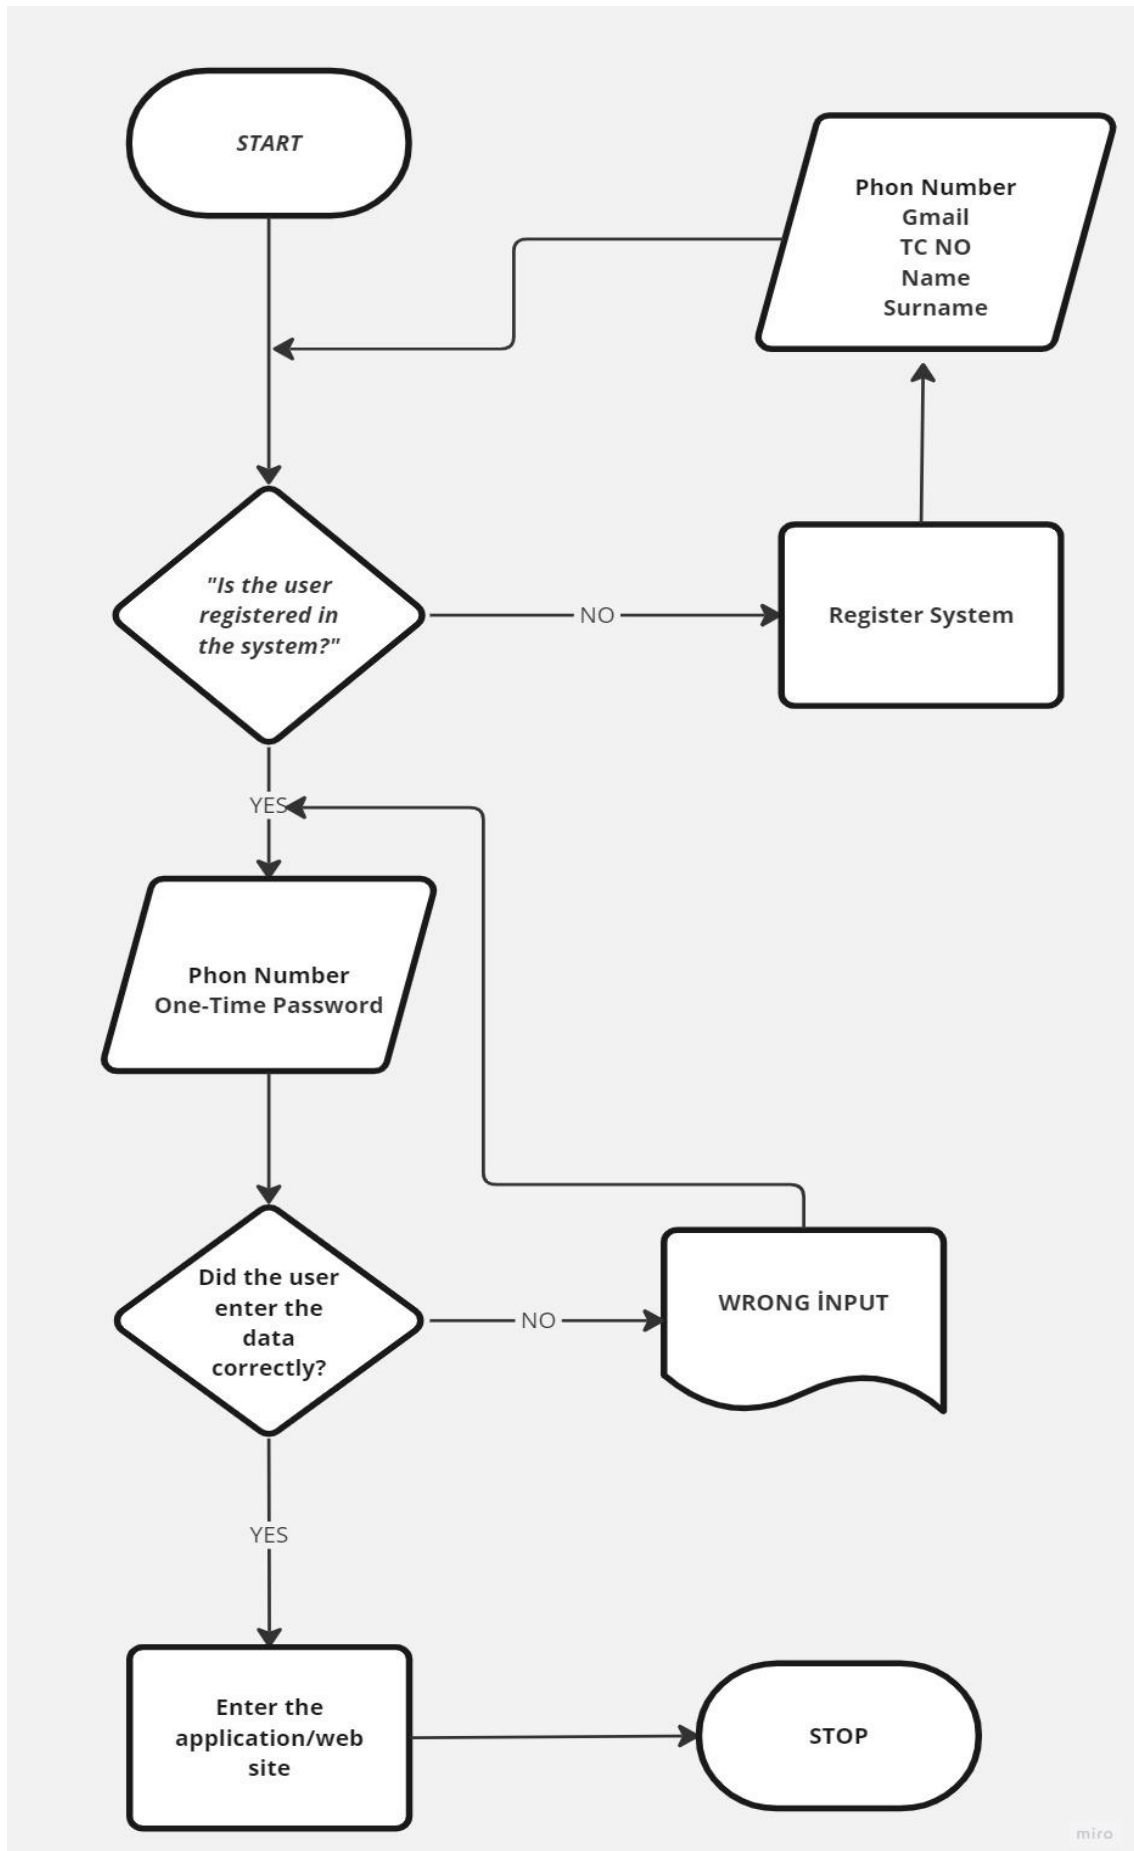 START
Phon Number
Gmail
TC NO
Name
Surname
"Is the user
registered in
the system?"
NO
Register System
YES
Phon Number
One-Time Password
Did the user
enter the
data
correctly?
NO
WRONG İNPUT
YES
Enter the
application/web
site
STOP
miro